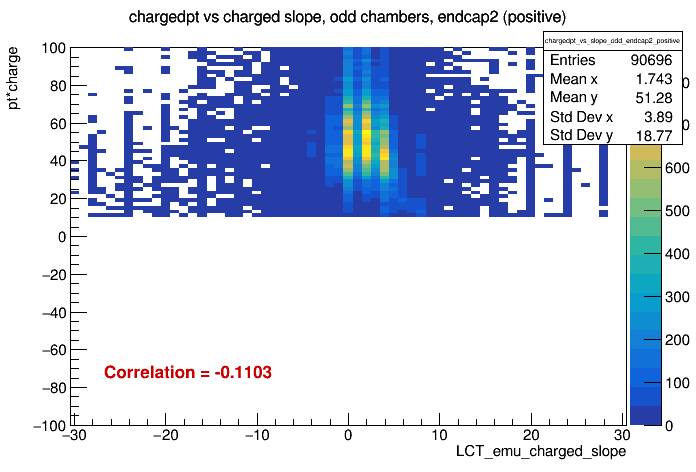 chargedpt vs charged slope, odd chambers, endcap2 (positive)
chargedpt_vs_slope_odd_endcap2_positive
Entries 90696
Mean x 1.743
Mean y 51.28
Std Dev x 3.89
Std Dev y 18.77
pt*charge
100
80
60
40
20
0
−20
−40
−60
−80
−100
Correlation = -0.1103
−30 −20 −10 0 10 20 30
LCT_emu_charged_slope
600
500
400
300
200
100
0